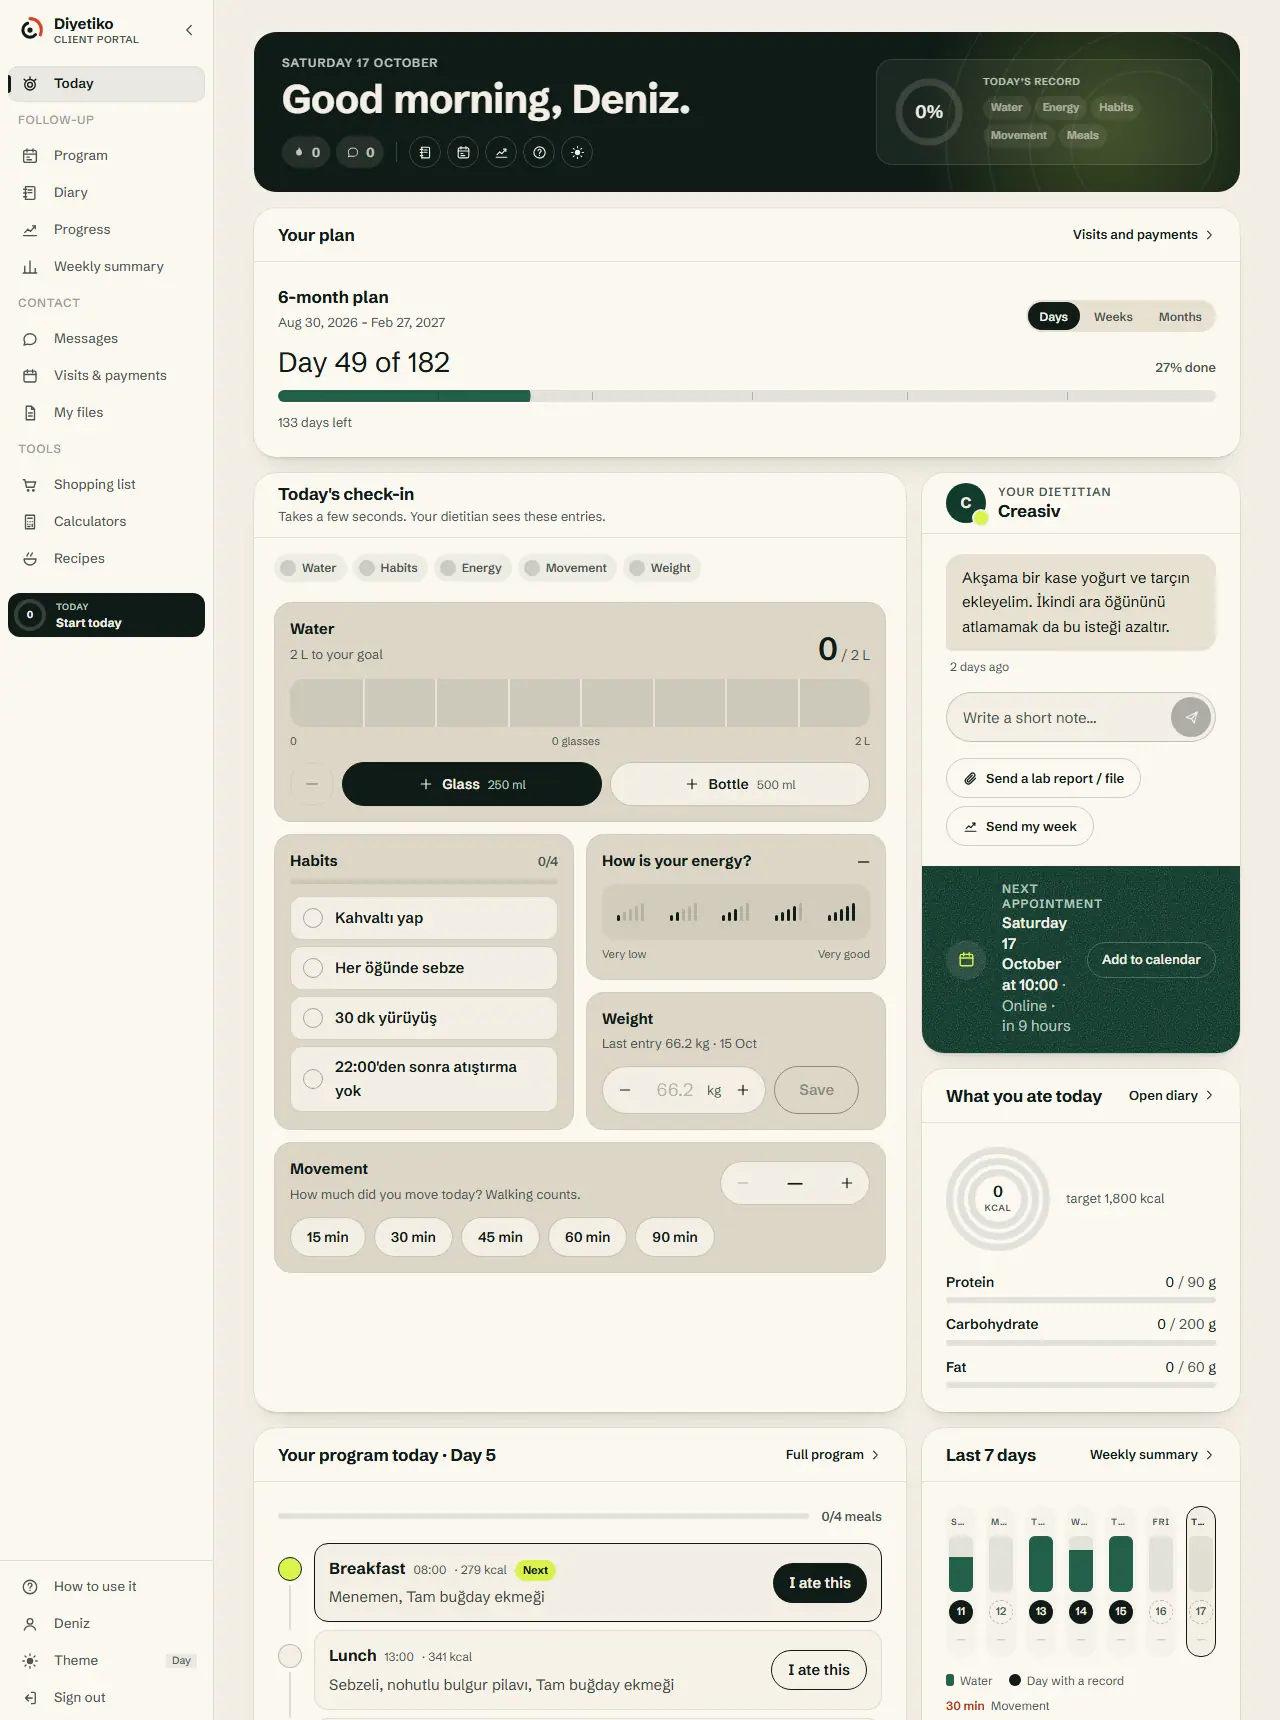 Diyetiko
CLIENT PORTAL
Today
FOLLOW-UP
Program
Diary
Progress
Weekly summary
CONTACT
Messages
Visits & payments
My files
TOOLS
Shopping list
Calculators
Recipes
0
TODAY
Start today
How to use it
Deniz
Theme
Day
Sign out
SATURDAY 17 OCTOBER
Good morning, Deniz.
0
0
0%
TODAY'S RECORD
Water
Energy
Habits
Movement
Meals
Your plan
Visits and payments
6-month plan
Aug 30, 2026 - Feb 27, 2027
Days
Weeks
Months
Day 49 of 182
27% done
133 days left
Today's check-in
Takes a few seconds. Your dietitian sees these entries.
Water
Habits
Energy
Movement
Weight
Water
2 L to your goal
0 / 2 L
0
0 glasses
2 L
− + Glass 250 ml
+ Bottle 500 ml
Habits
0/4
Kahvaltı yap
Her öğünde sebze
30 dk yürüyüş
22:00'den sonra atıştırma
yok
How is your energy?
–
Very low
Very good
Weight
Last entry 66.2 kg · 15 Oct
− 66.2 kg +
Save
Movement
How much did you move today? Walking counts.
− — +
15 min
30 min
45 min
60 min
90 min
C
YOUR DIETITIAN
Creasiv
Akşama bir kase yoğurt ve tarçın
ekleyelim. İkindi ara öğününü
atlamamak da bu isteği azaltır.
2 days ago
Write a short note...
Send a lab report / file
Send my week
NEXT
APPOINTMENT
Saturday
17
October
at 10:00 ·
Online ·
in 9 hours
Add to calendar
What you ate today
Open diary
0
KCAL
target 1,800 kcal
Protein
0 / 90 g
Carbohydrate
0 / 200 g
Fat
0 / 60 g
Your program today · Day 5
Full program
0/4 meals
Breakfast 08:00 · 279 kcal Next
Menemen, Tam buğday ekmeği
I ate this
Lunch 13:00 · 341 kcal
Sebzeli, nohutlu bulgur pilavı, Tam buğday ekmeği
I ate this
Last 7 days
Weekly summary
S... M... T... W... T... FRI T...
11 12 13 14 15 16 17
– – – – – – –
Water
Day with a record
30 min Movement